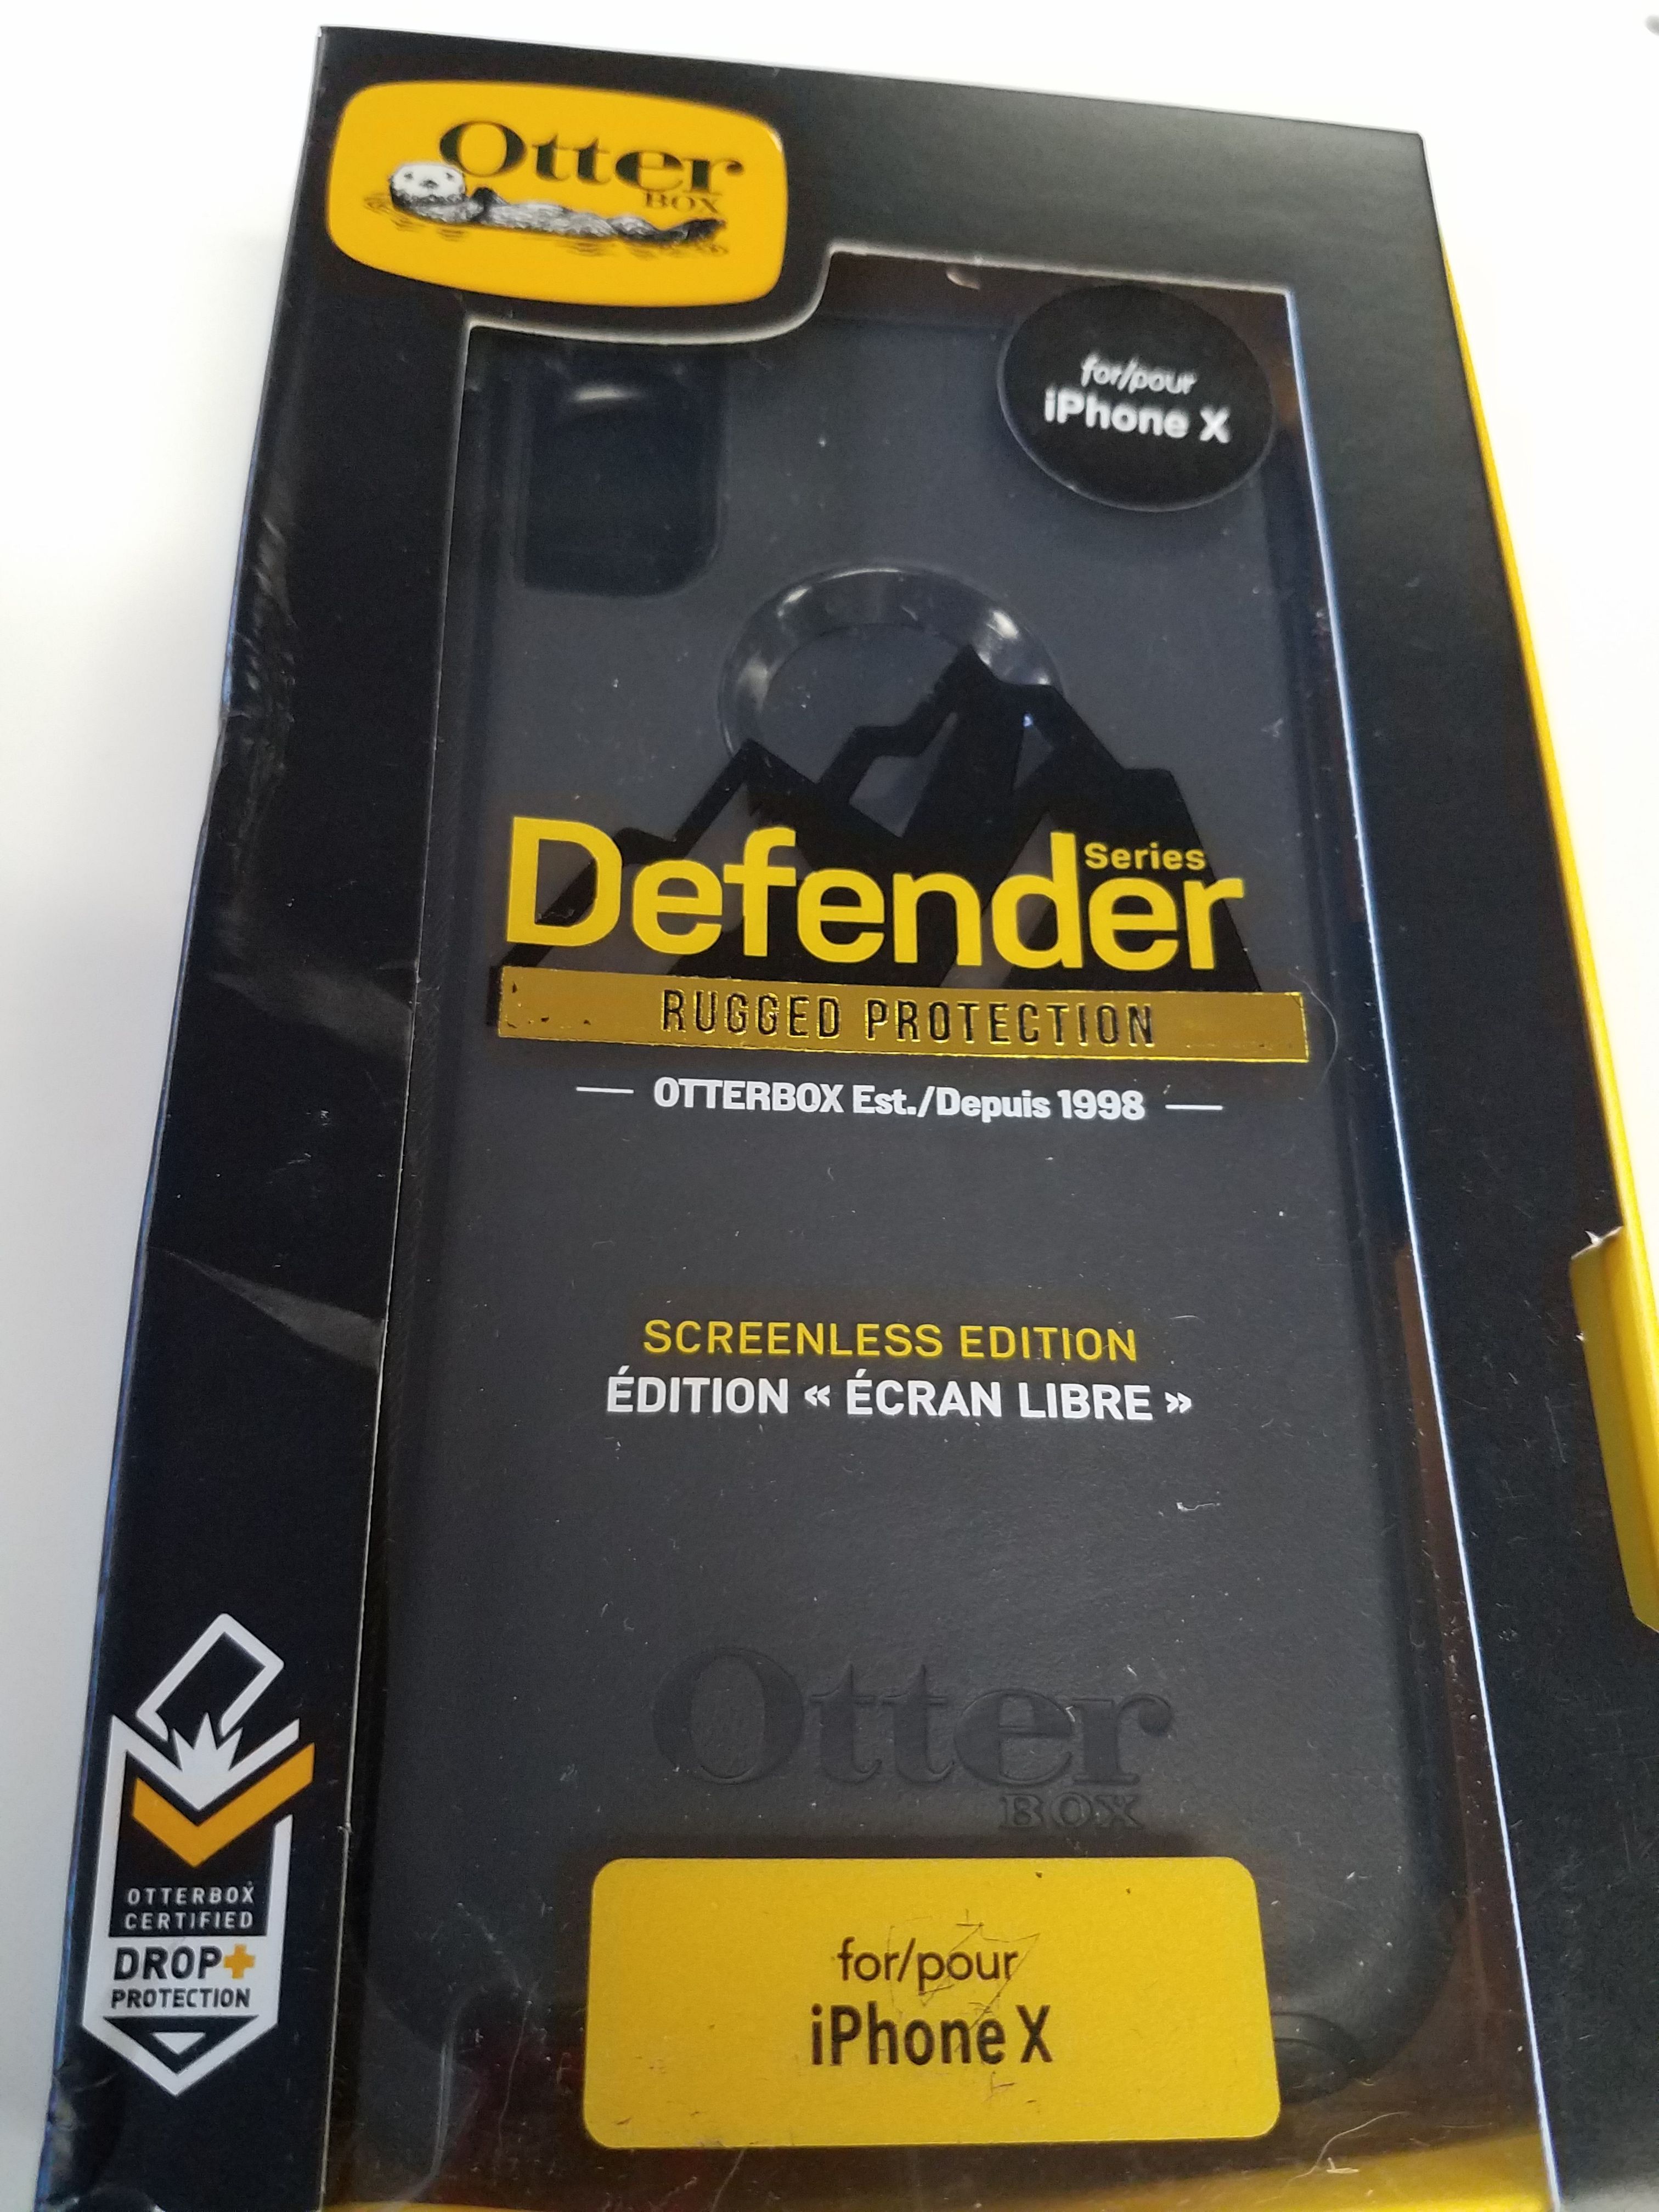 Otter
BOX
for/pour
iPhone X
Defender
Series
RUGGED PROTECTION
OTTERBOX Est./Depuis 1998
SCREENLESS EDITION
ÉDITION « ÉCRAN LIBRE »
Otter
BOX
OTTERBOX
CERTIFIED
DROP+
PROTECTION
for/pour
iPhone X